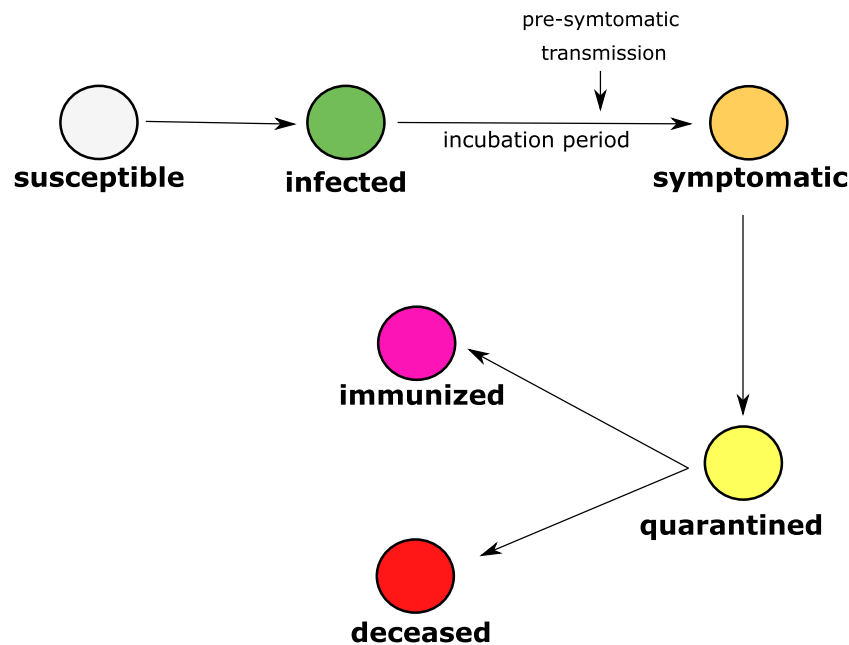 pre-symtomatic
transmission
incubation period
susceptible
infected
symptomatic
immunized
quarantined
deceased